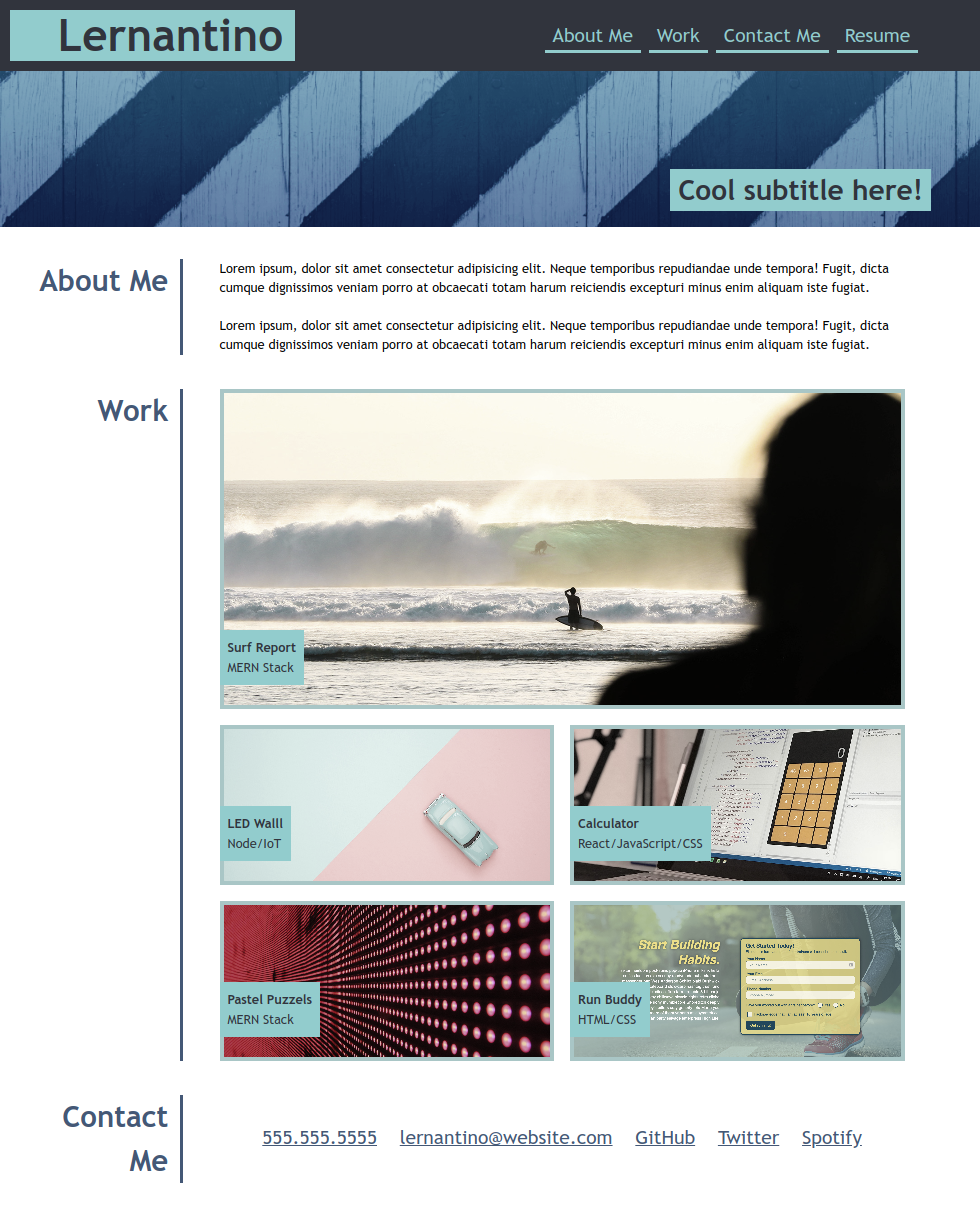 Lernantino
About Me Work Contact Me Resume
Cool subtitle here!
About Me
Lorem ipsum, dolor sit amet consectetur adipisicing elit. Neque temporibus repudiandae unde tempora! Fugit, dicta
cumque dignissimos veniam porro at obcaecati totam harum reiciendis excepturi minus enim aliquam iste fugiat.
Lorem ipsum, dolor sit amet consectetur adipisicing elit. Neque temporibus repudiandae unde tempora! Fugit, dicta
cumque dignissimos veniam porro at obcaecati totam harum reiciendis excepturi minus enim aliquam iste fugiat.
Work
Surf Report
MERN Stack
LED Walll
Node/IoT
Calculator
React/JavaScript/CSS
0
Pastel Puzzels
MERN Stack
Start Building
Habits.
Get Started Today!
Run Buddy
HTML/CSS
Contact
Me
555.555.5555 lernantino@website.com GitHub Twitter Spotify